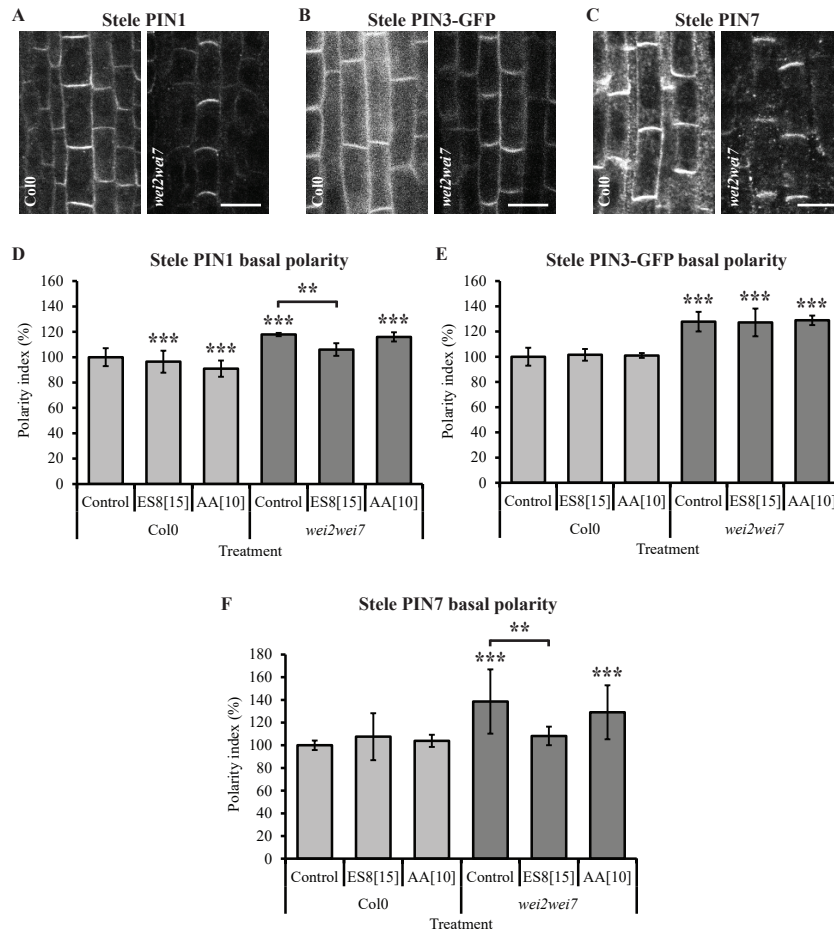 A Stele PIN1
B Stele PIN3-GFP
C Stele PIN7
Col0
wei2wei7
Col0
wei2wei7
Col0
wei2wei7
D Stele PIN1 basal polarity
Polarity index (%)
160
140
120
100
80
60
40
20
0
***
***
***
**
***
Control ES8[15] AA[10] Control ES8[15] AA[10]
Col0 wei2wei7
Treatment
E Stele PIN3-GFP basal polarity
Polarity index (%)
160
140
120
100
80
60
40
20
0
***
***
***
Control ES8[15] AA[10] Control ES8[15] AA[10]
Col0 wei2wei7
Treatment
F Stele PIN7 basal polarity
Polarity index (%)
180
160
140
120
100
80
60
40
20
0
**
***
***
Control ES8[15] AA[10] Control ES8[15] AA[10]
Col0 wei2wei7
Treatment